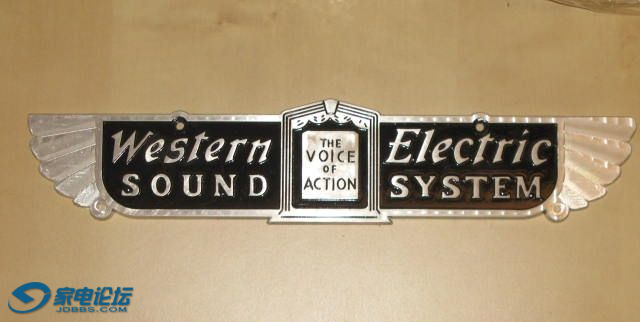 Western Electric
SOUND SYSTEM
THE
VOICE
OF
ACTION
家电论坛
JDBBS.COM